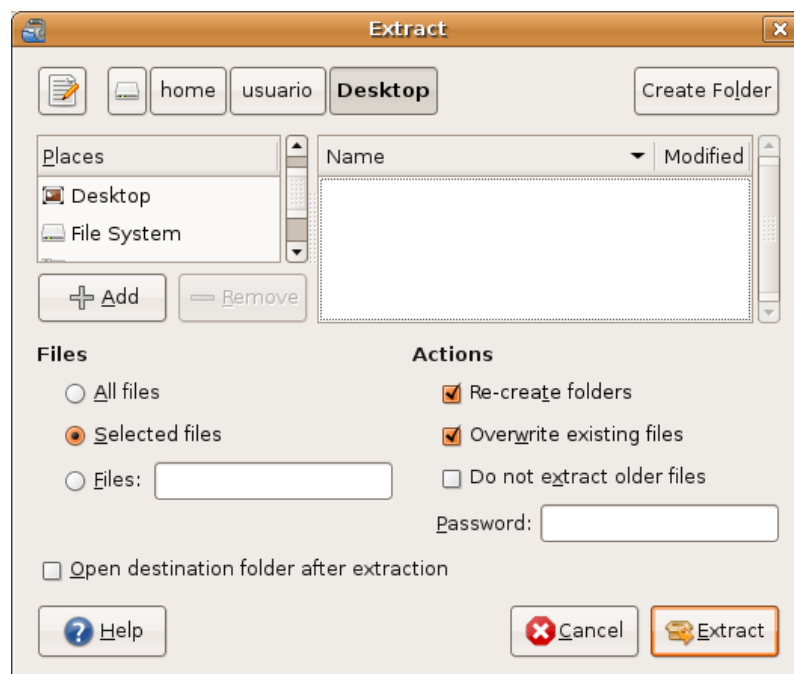 Extract
home usuario Desktop Create Folder
Places Name Modified
Desktop
File System
Add Remove
Files Actions
All files Re-create folders
Selected files Overwrite existing files
Files: Do not extract older files
Password:
Open destination folder after extraction
Help Cancel Extract